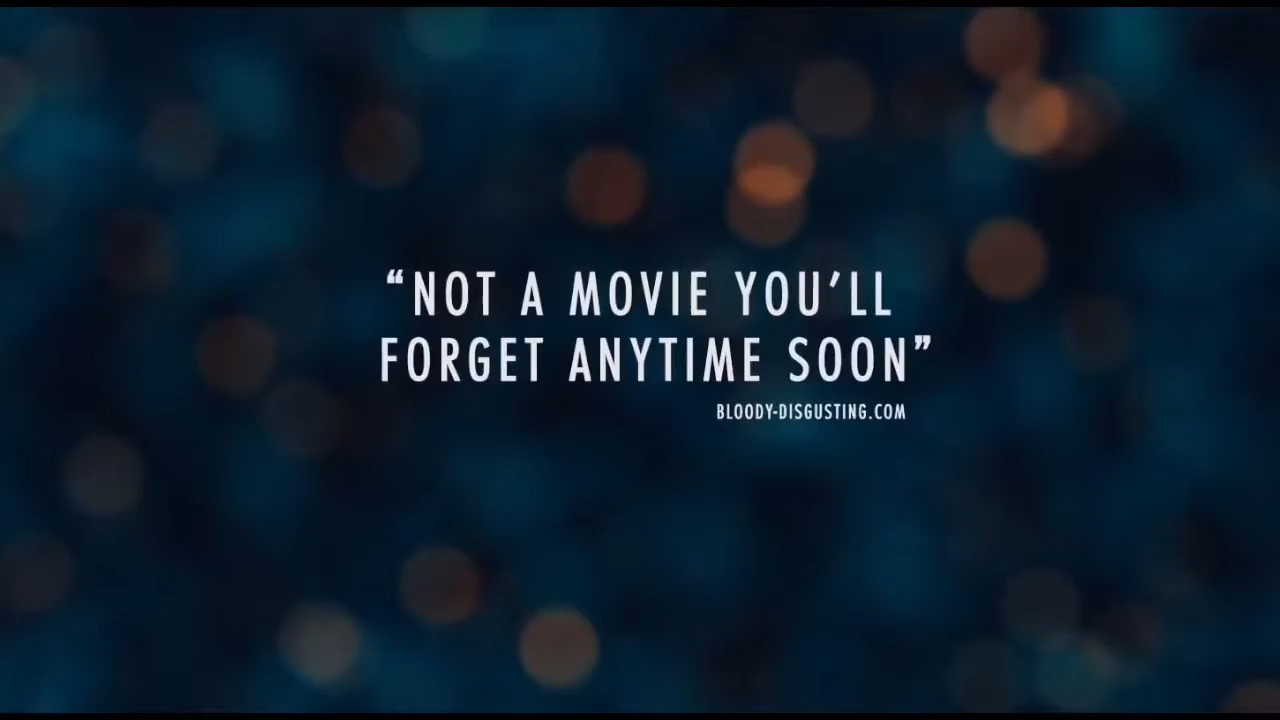 “NOT A MOVIE YOU’LL
FORGET ANYTIME SOON”
BLOODY-DISGUSTING.COM